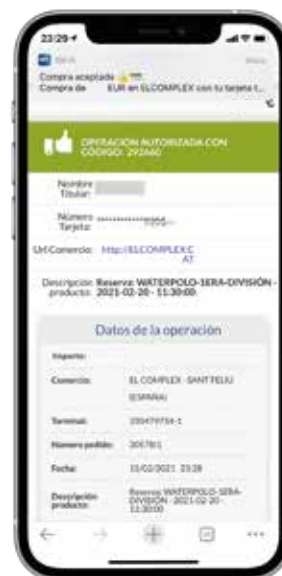 23:29
Compra aceptada
Compra de EUR en ELCOMPLEX con tu tarjeta t...
OPERACIÓN AUTORIZADA CON
CÓDIGO: 292660
Nombre
Titular:
Número
Tarjeta:
Url Comercio: http://ELCOMPLEX.C
AT
Descripción Reserva: WATERPOLO-1ERA-DIVISIÓN -
producto: 2021-02-20 - 11:30:00
Datos de la operación
Importe:
Comercio: EL COMPLEX - SANT FELIU
(ESPAÑA)
Terminal:
Número pedido:
Fecha: 15/02/2021 23:28
Descripción Reserva: WATERPOLO-1ERA-
producto: DIVISIÓN - 2021-02-20 -
11:30:00